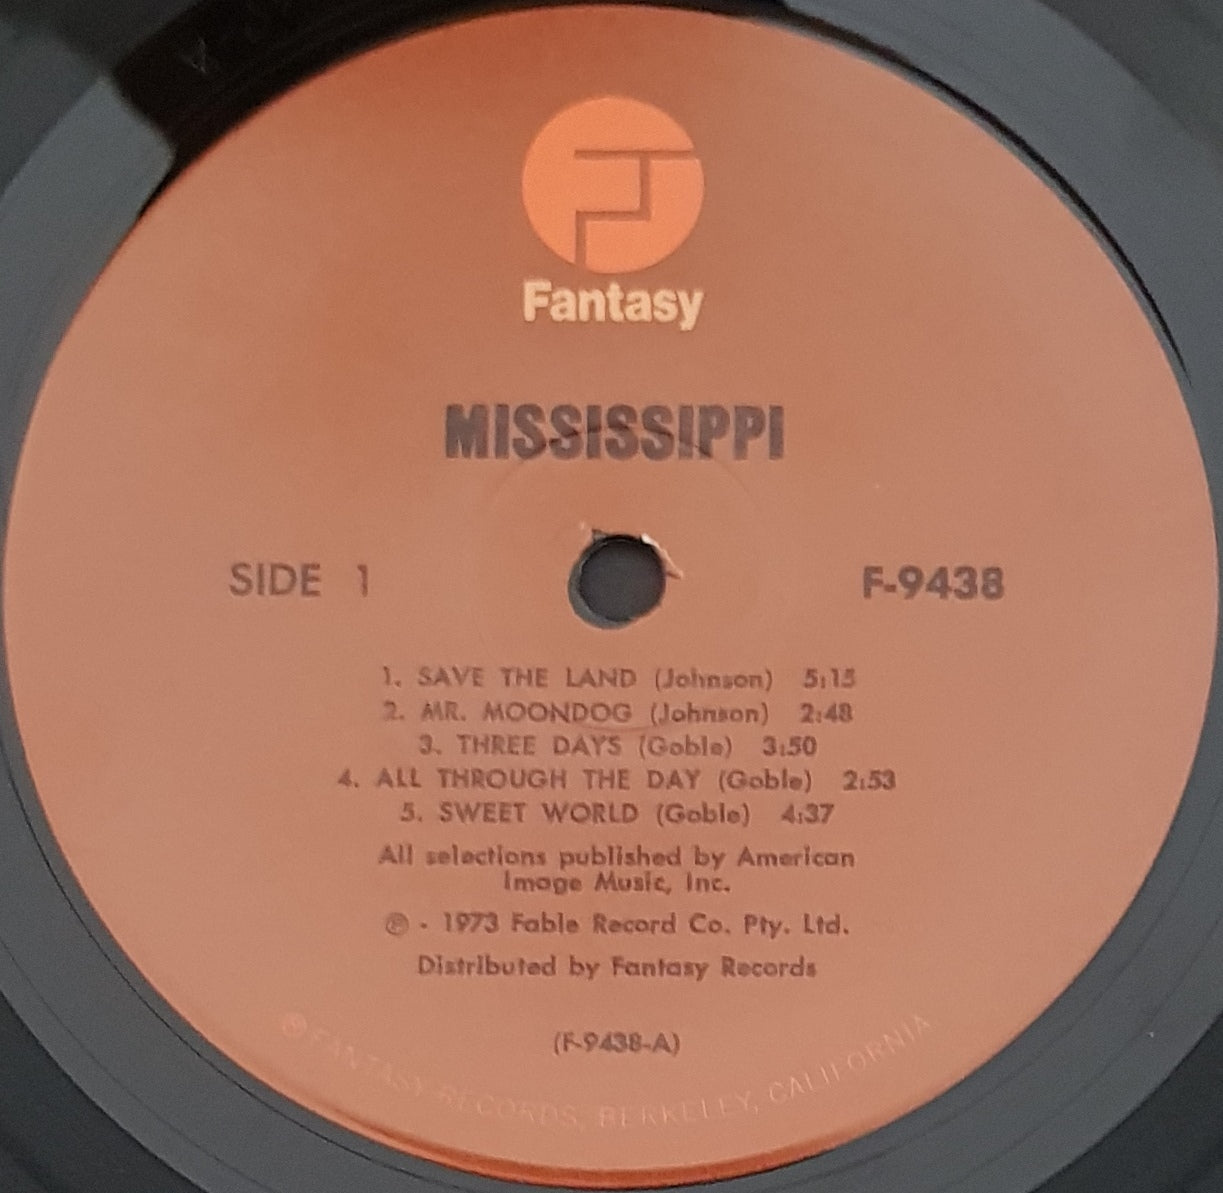 Fantasy
MISSISSIPPI
SIDE 1
F-9438
1. SAVE THE LAND (Johnson) 5:15
2. MR. MOONDOG (Johnson) 2:48
3. THREE DAYS (Goble) 3:50
4. ALL THROUGH THE DAY (Goble) 2:53
5. SWEET WORLD (Goble) 4:37
All selections published by American
Image Music, Inc.
℗ - 1973 Fable Record Co. Pty. Ltd.
Distributed by Fantasy Records
(F-9438-A)
® FANTASY RECORDS, BERKELEY, CALIFORNIA